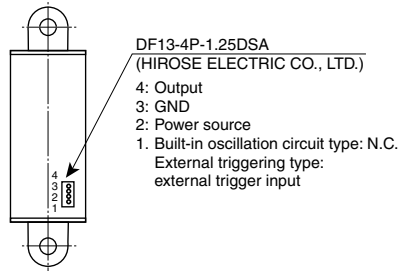 DF13-4P-1.25DSA
(HIROSE ELECTRIC CO., LTD.)
4: Output
3: GND
2: Power source
1. Built-in oscillation circuit type: N.C.
External triggering type:
external trigger input
4
3
2
1